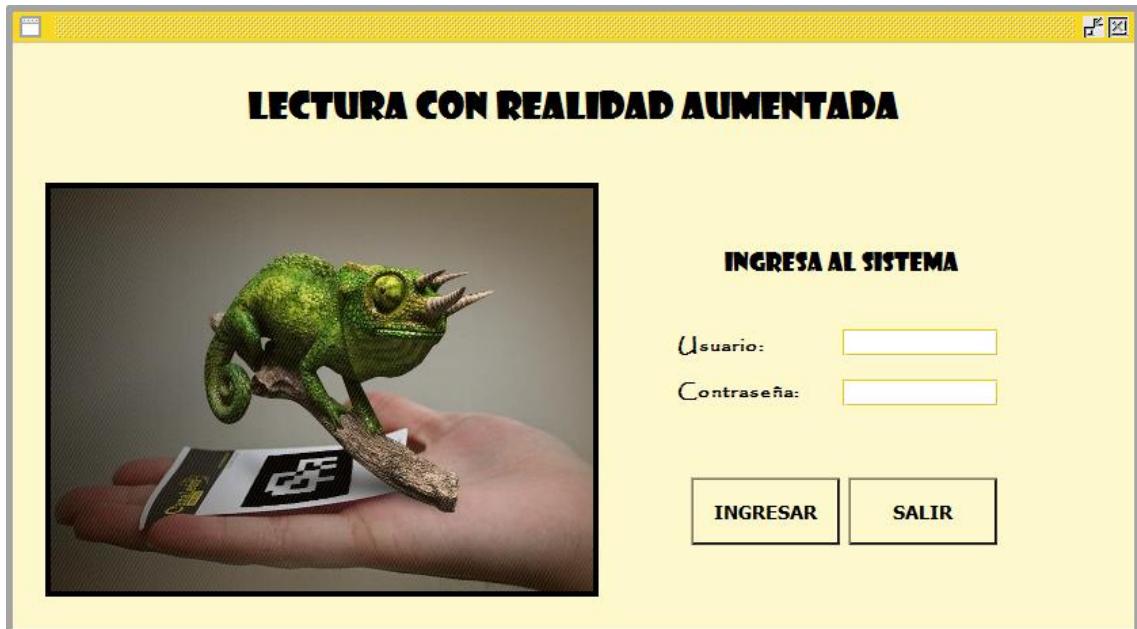 LECTURA CON REALIDAD AUMENTADA
INGRESA AL SISTEMA
Usuario:
Contraseña:
INGRESAR SALIR